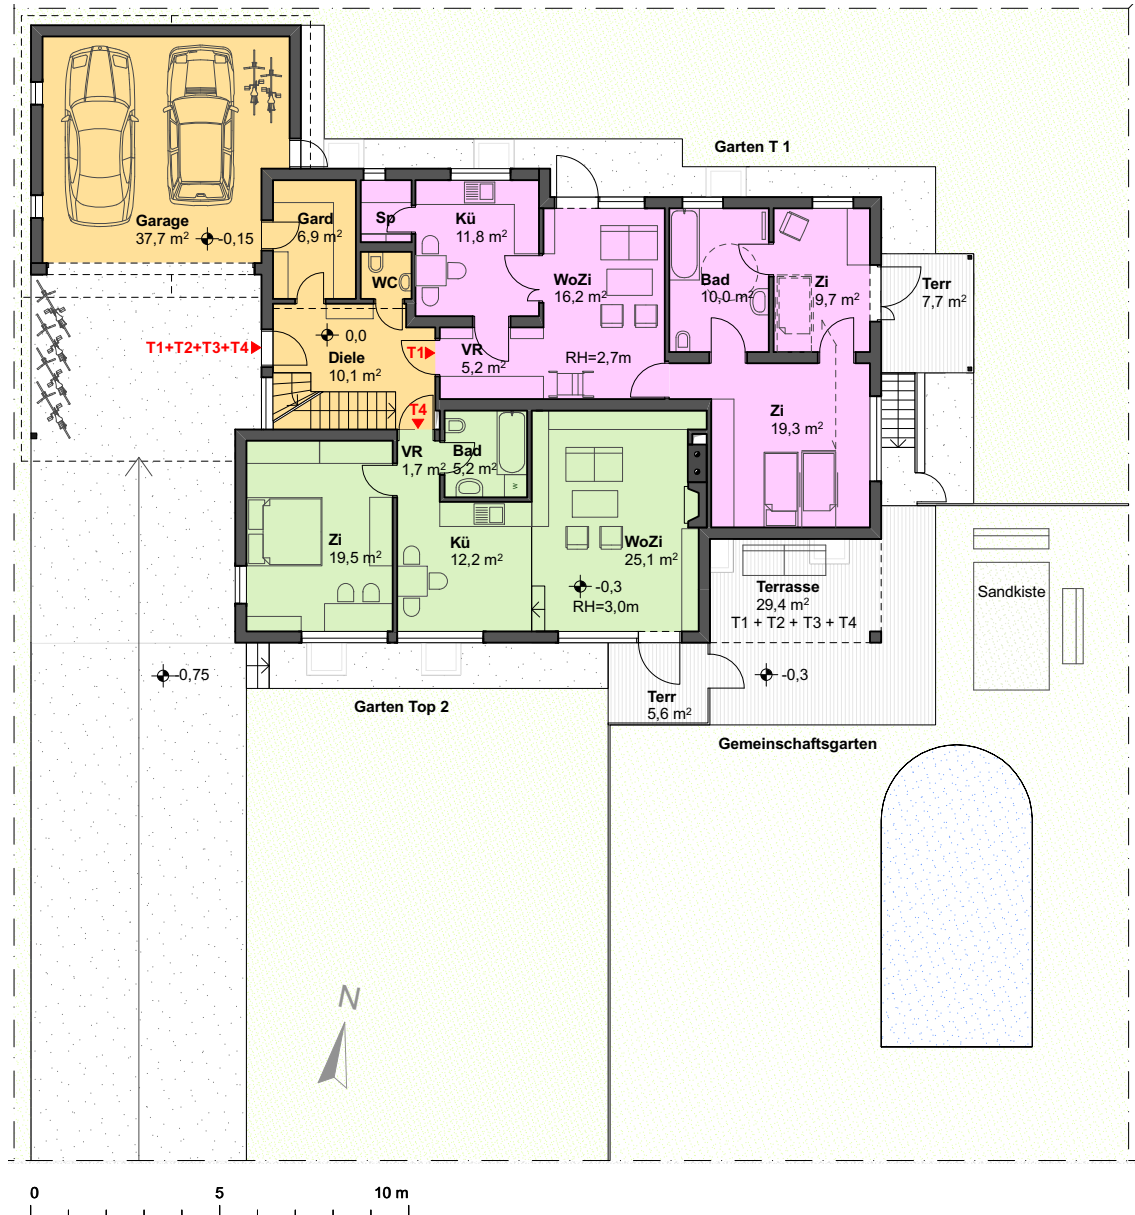 Garten T 1
Garage
37,7 m²
-0,15
Gard
6,9 m²
Sp
Kü
11,8 m²
WC
WoZi
16,2 m²
Bad
10,0 m²
Zi
9,7 m²
Terr
7,7 m²
T1+T2+T3+T4
0,0
Diele
10,1 m²
T1
VR
5,2 m²
RH=2,7m
T4
Zi
19,3 m²
VR
1,7 m²
Bad
5,2 m²
W
Zi
19,5 m²
Kü
12,2 m²
WoZi
25,1 m²
-0,3
RH=3,0m
Terrasse
29,4 m²
T1 + T2 + T3 + T4
Sandkiste
-0,75
-0,3
Terr
5,6 m²
Garten Top 2
Gemeinschaftsgarten
N
0 5 10 m